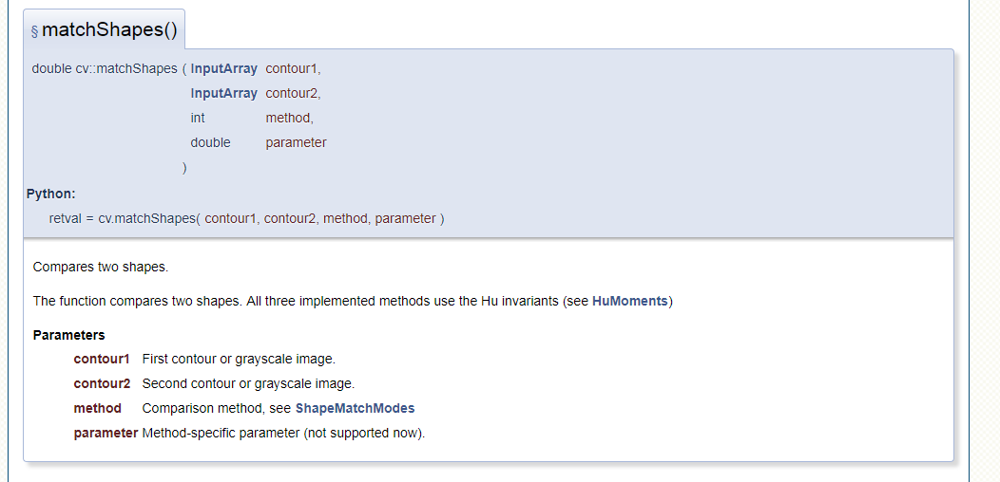 § matchShapes()
double cv::matchShapes ( InputArray contour1,
InputArray contour2,
int method,
double parameter
)
Python:
retval = cv.matchShapes( contour1, contour2, method, parameter )
Compares two shapes.
The function compares two shapes. All three implemented methods use the Hu invariants (see HuMoments)
Parameters
contour1 First contour or grayscale image.
contour2 Second contour or grayscale image.
method Comparison method, see ShapeMatchModes
parameter Method-specific parameter (not supported now).